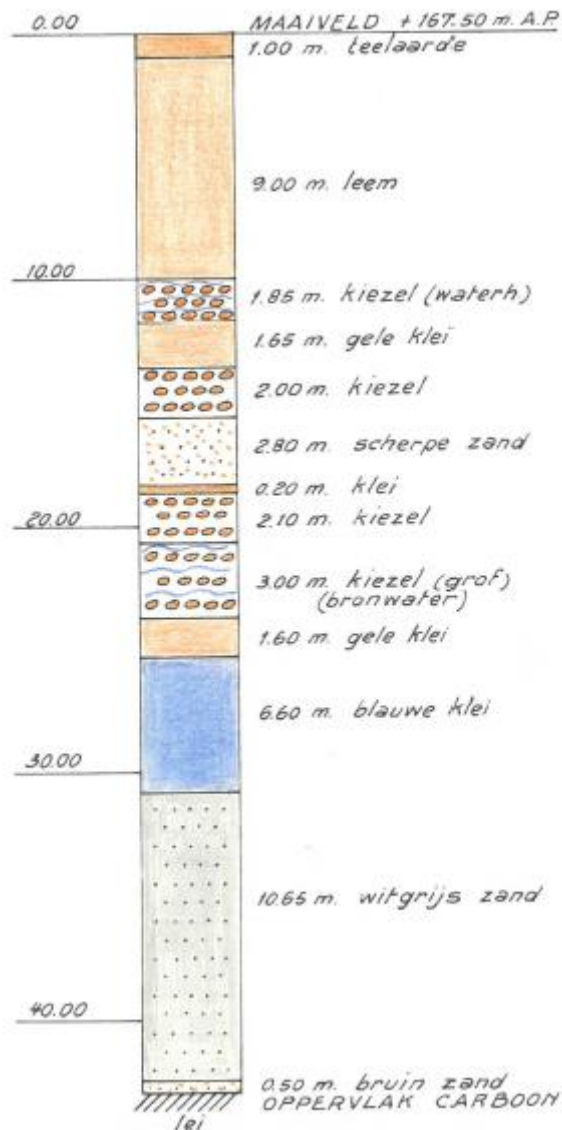 0.00 MAAIVELD + 167.50 m. A.P.
1.00 m. teelaarde
9.00 m. leem
10.00
1.85 m. kiezel (waterh)
1.65 m. gele klei
2.00 m. kiezel
2.80 m. scherpe zand
0.20 m. klei
20.00
2.10 m. kiezel
3.00 m. kiezel (grof)
(bronwater)
1.60 m. gele klei
6.60 m. blauwe klei
30.00
10.65 m. witgrijs zand
40.00
0.50 m. bruin zand
OPPERVLAK CARBOON
lei